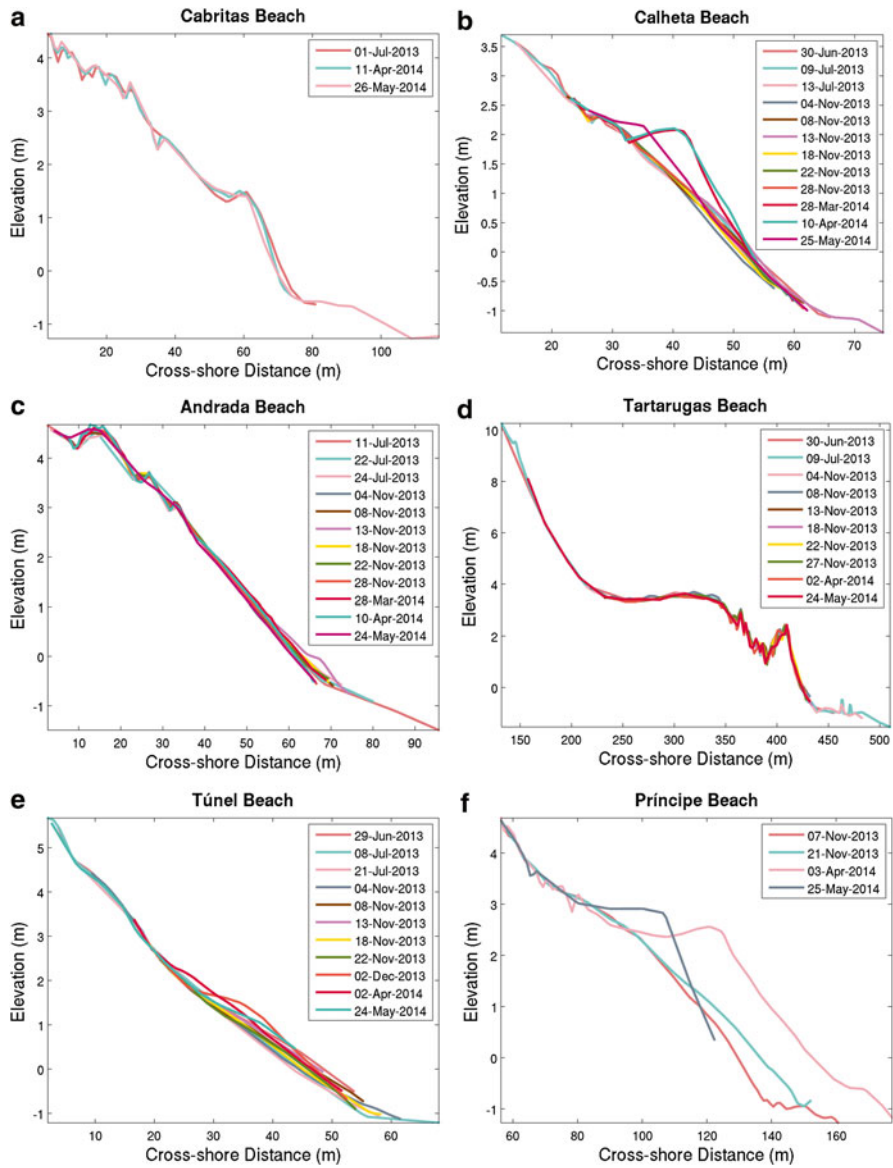 a
Cabritas Beach
01-Jul-2013
11-Apr-2014
26-May-2014
4
3
2
1
0
-1
Elevation (m)
20 40 60 80 100
Cross-shore Distance (m)
b
Calheta Beach
30-Jun-2013
09-Jul-2013
13-Jul-2013
04-Nov-2013
08-Nov-2013
13-Nov-2013
18-Nov-2013
22-Nov-2013
28-Nov-2013
28-Mar-2014
10-Apr-2014
25-May-2014
3.5
3
2.5
2
1.5
1
0.5
0
-0.5
-1
Elevation (m)
20 30 40 50 60 70
Cross-shore Distance (m)
c
Andrada Beach
11-Jul-2013
22-Jul-2013
24-Jul-2013
04-Nov-2013
08-Nov-2013
13-Nov-2013
18-Nov-2013
22-Nov-2013
28-Nov-2013
28-Mar-2014
10-Apr-2014
24-May-2014
4
3
2
1
0
-1
Elevation (m)
10 20 30 40 50 60 70 80 90
Cross-shore Distance (m)
d
Tartarugas Beach
30-Jun-2013
09-Jul-2013
04-Nov-2013
08-Nov-2013
13-Nov-2013
18-Nov-2013
22-Nov-2013
27-Nov-2013
02-Apr-2014
24-May-2014
10
8
6
4
2
0
Elevation (m)
150 200 250 300 350 400 450 500
Cross-shore Distance (m)
e
Túnel Beach
29-Jun-2013
08-Jul-2013
21-Jul-2013
04-Nov-2013
08-Nov-2013
13-Nov-2013
18-Nov-2013
22-Nov-2013
02-Dec-2013
02-Apr-2014
24-May-2014
5
4
3
2
1
0
-1
Elevation (m)
10 20 30 40 50 60
Cross-shore Distance (m)
f
Príncipe Beach
07-Nov-2013
21-Nov-2013
03-Apr-2014
25-May-2014
4
3
2
1
0
-1
Elevation (m)
60 80 100 120 140 160
Cross-shore Distance (m)